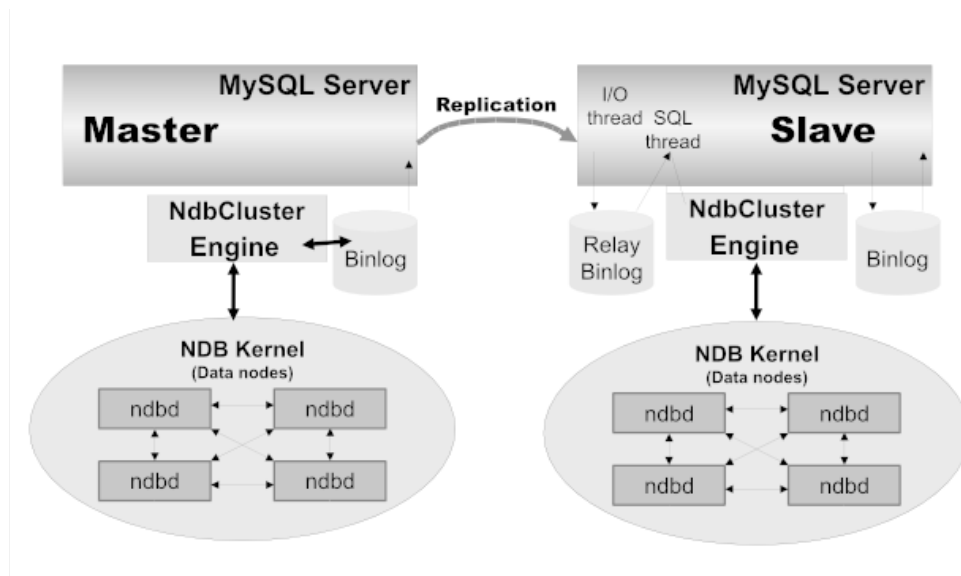 MySQL Server
Master
Replication
MySQL Server
I/O
thread
SQL
thread
Slave
NdbCluster
Engine
Binlog
Relay
Binlog
NdbCluster
Engine
Binlog
NDB Kernel
(Data nodes)
ndbd
ndbd
ndbd
ndbd
NDB Kernel
(Data nodes)
ndbd
ndbd
ndbd
ndbd